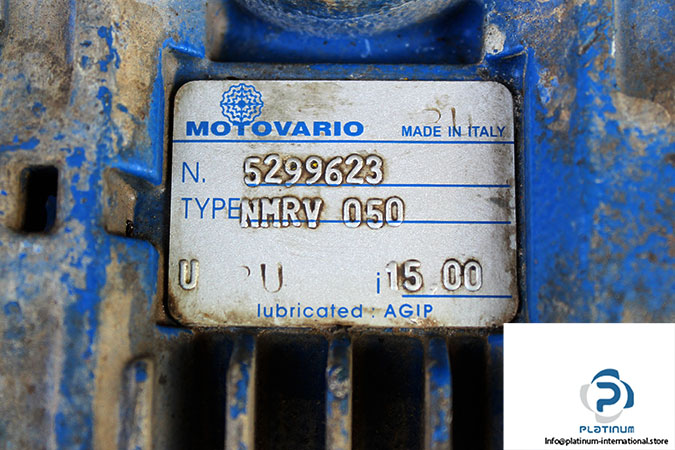 MOTOVARIO MADE IN ITALY
N. 5299623
TYPE NMRV 050
U i 15.00
lubricated : AGIP
PLATINUM
Info@platinum-international.store